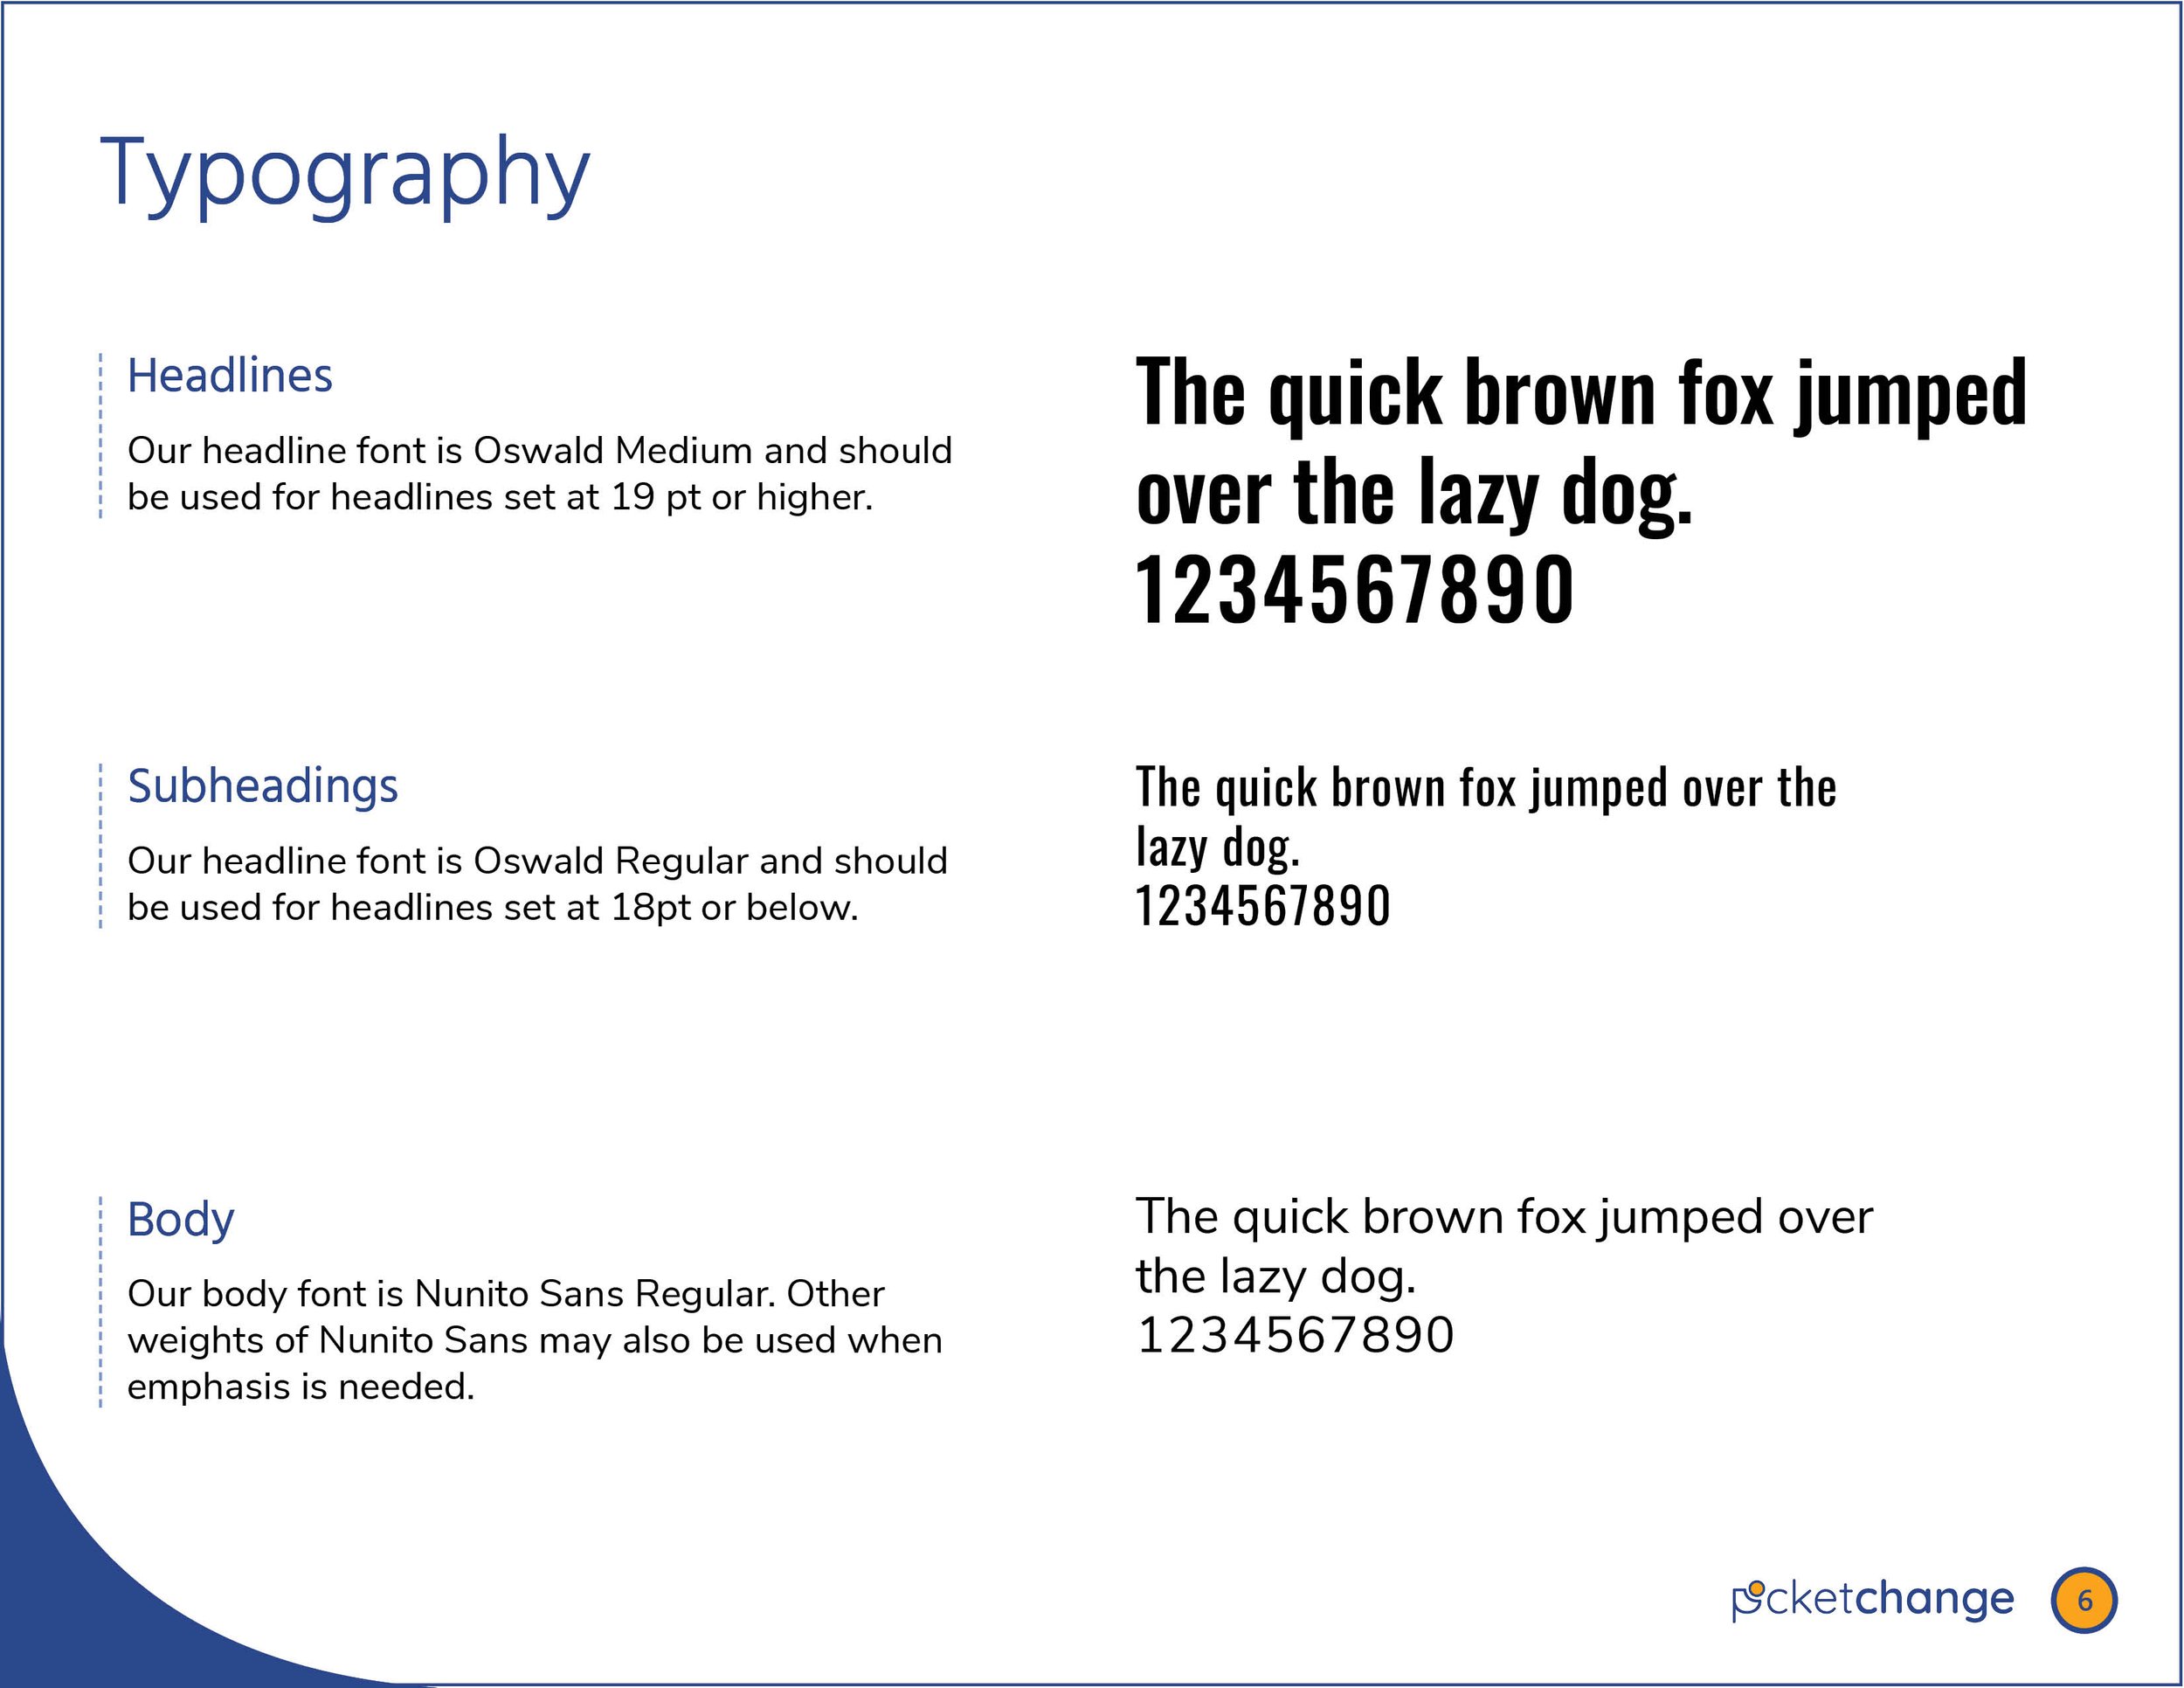 Typography
Headlines
Our headline font is Oswald Medium and should
be used for headlines set at 19 pt or higher.
The quick brown fox jumped
over the lazy dog.
1234567890
Subheadings
Our headline font is Oswald Regular and should
be used for headlines set at 18pt or below.
The quick brown fox jumped over the
lazy dog.
1234567890
Body
Our body font is Nunito Sans Regular. Other
weights of Nunito Sans may also be used when
emphasis is needed.
The quick brown fox jumped over
the lazy dog.
1234567890
pocketchange
6